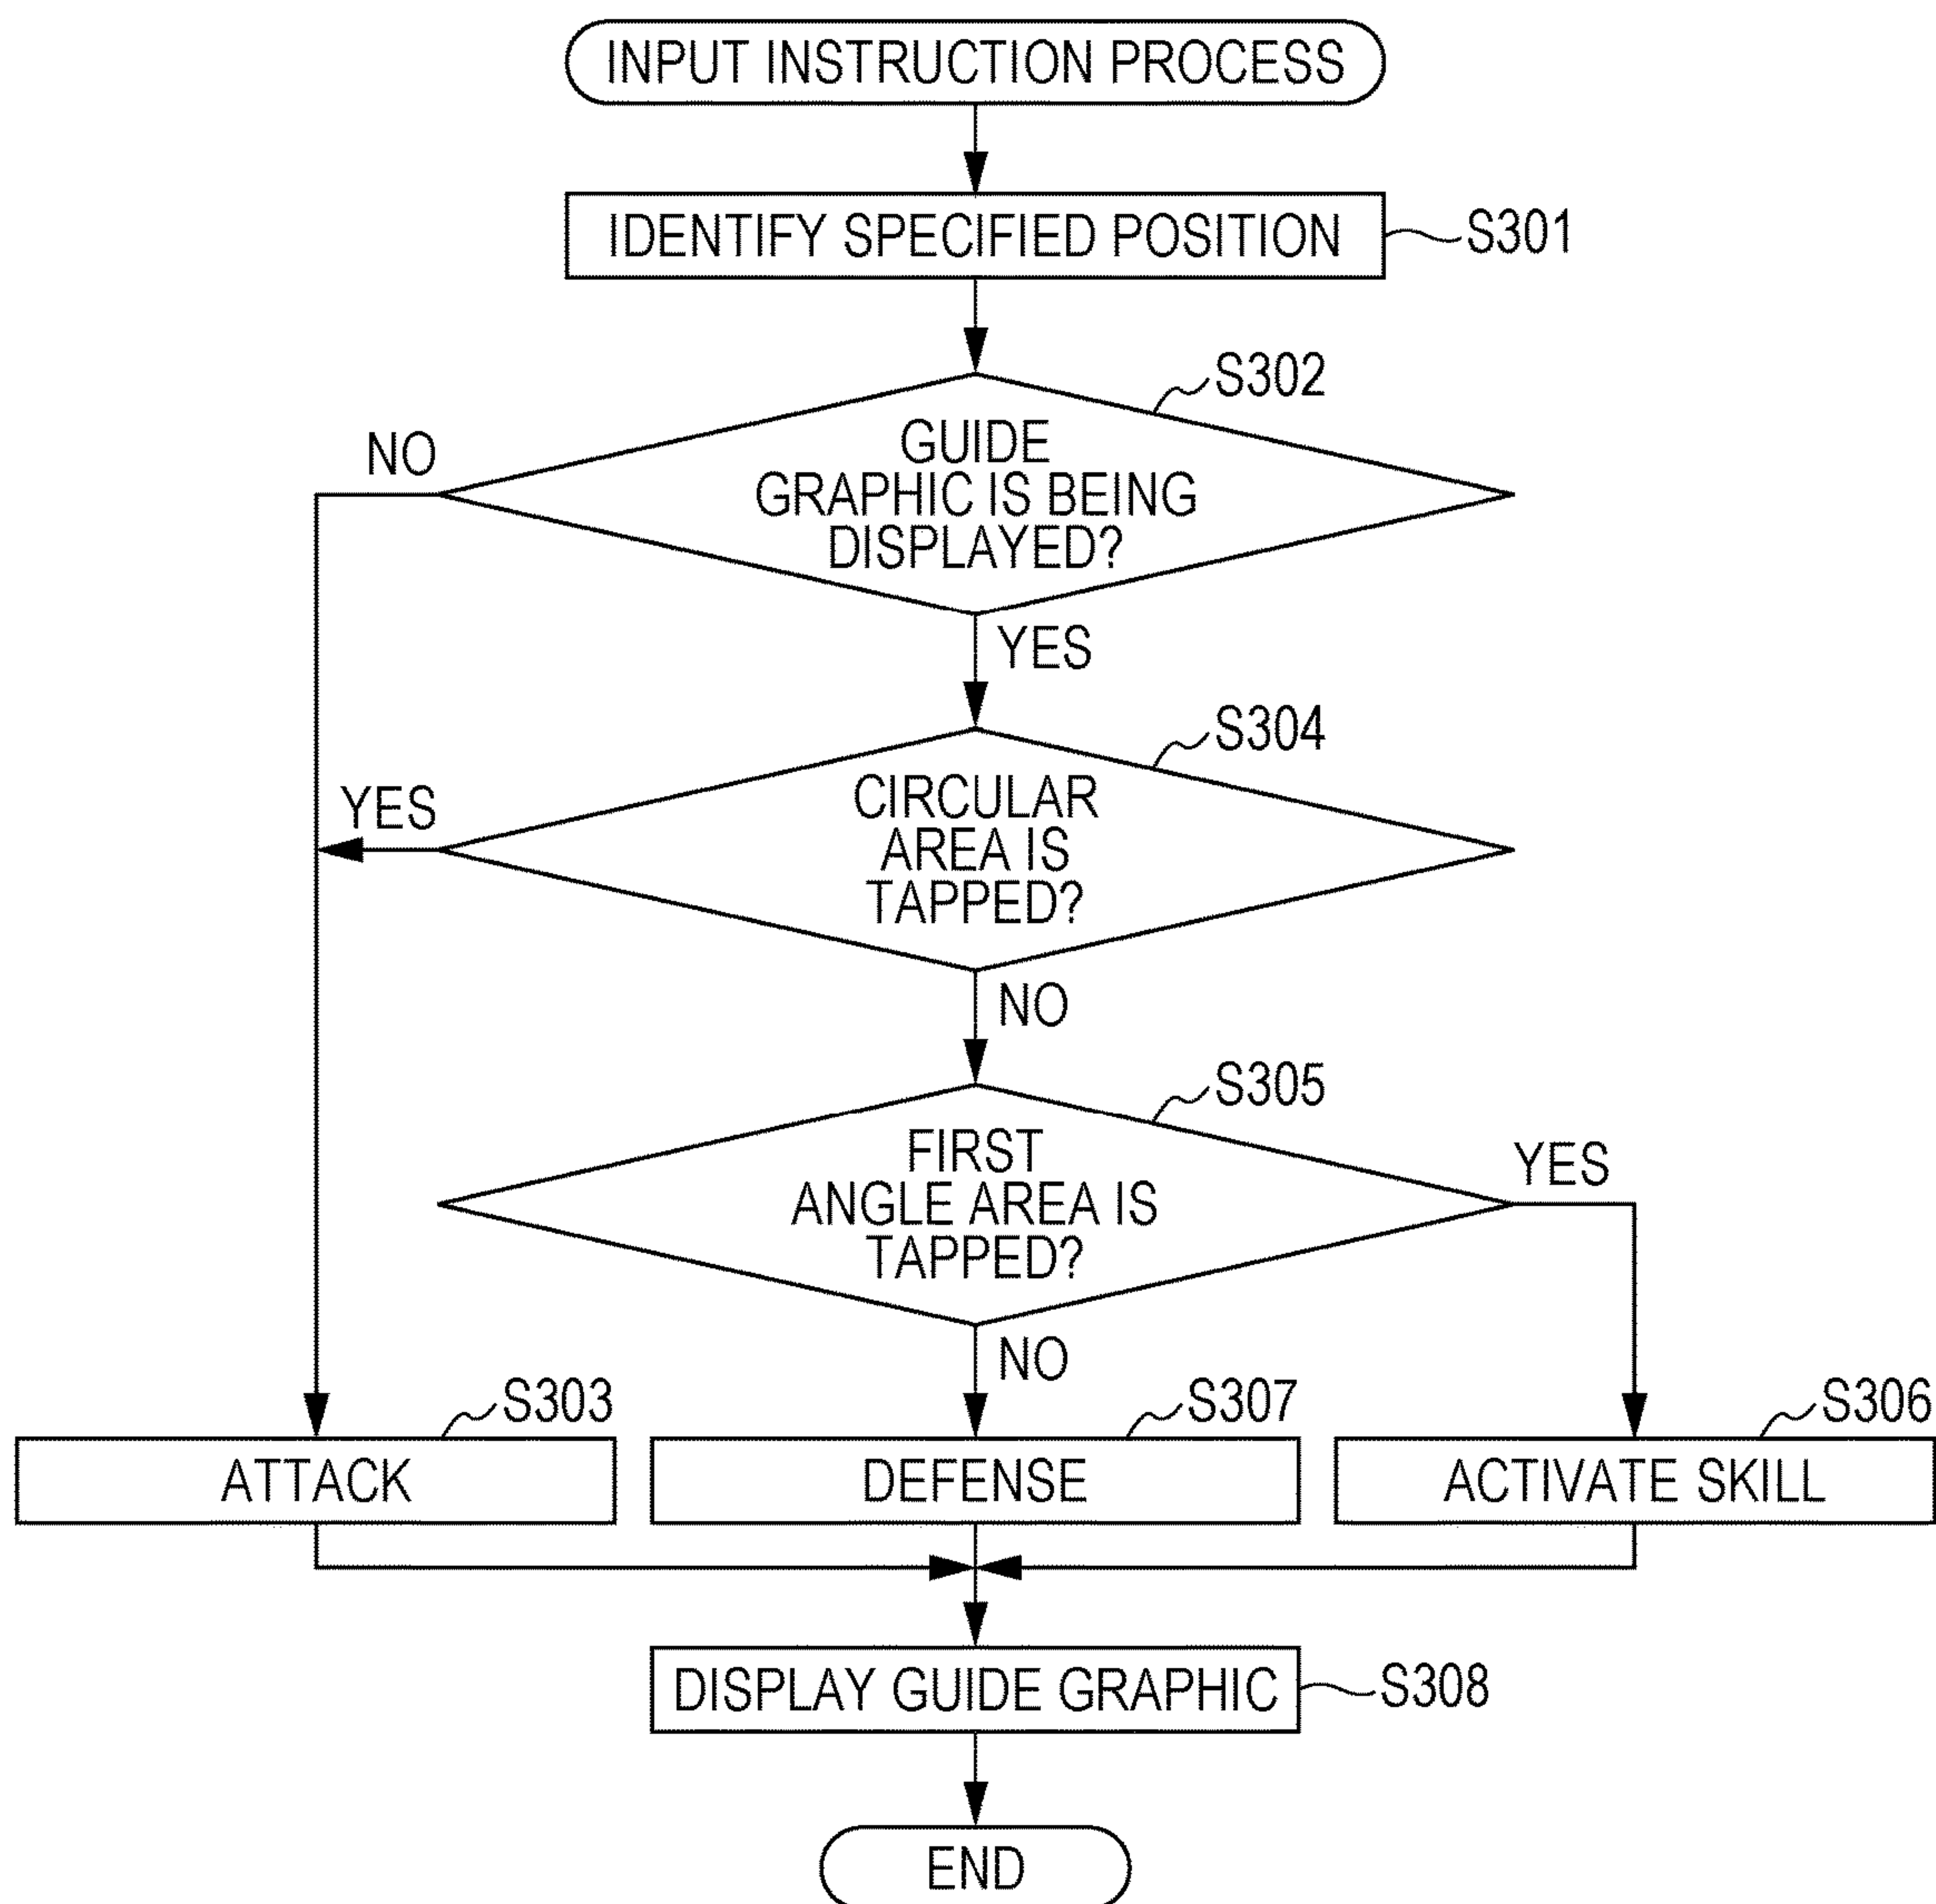 INPUT INSTRUCTION PROCESS
IDENTIFY SPECIFIED POSITION
S301
S302
GUIDE
GRAPHIC IS BEING
DISPLAYED?
NO
YES
S304
CIRCULAR
AREA IS
TAPPED?
YES
NO
S305
FIRST
ANGLE AREA IS
TAPPED?
YES
NO
S303
ATTACK
S307
DEFENSE
S306
ACTIVATE SKILL
DISPLAY GUIDE GRAPHIC
S308
END